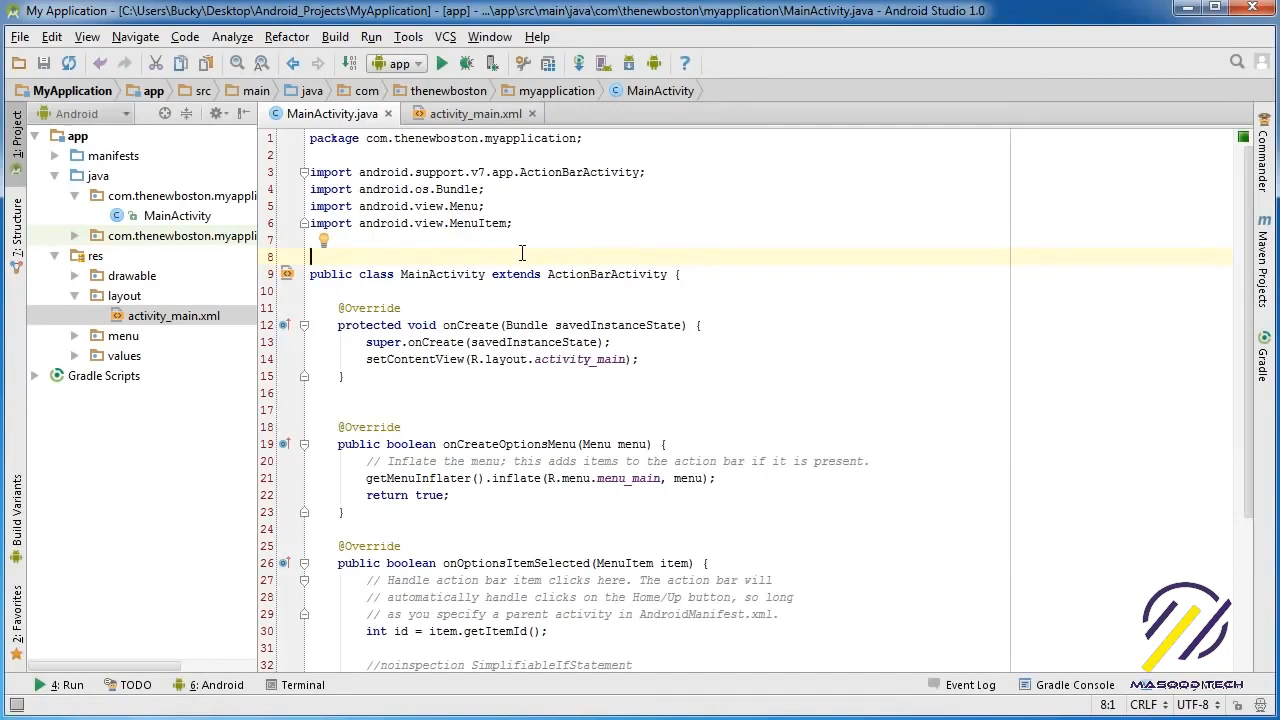 My Application - [C:\Users\Bucky\Desktop\Android_Projects\MyApplication] - [app] - ...\app\src\main\java\com\thenewboston\myapplication\MainActivity.java - Android Studio 1.0
File Edit View Navigate Code Analyze Refactor Build Run Tools VCS Window Help
app
MyApplication app src main java com thenewboston myapplication MainActivity
Android MainActivity.java activity_main.xml
1: Project
7: Structure
Build Variants
2: Favorites
app
manifests
java
com.thenewboston.myappli
MainActivity
com.thenewboston.myappli
res
drawable
layout
activity_main.xml
menu
values
Gradle Scripts
1 package com.thenewboston.myapplication;
2
3 import android.support.v7.app.ActionBarActivity;
4 import android.os.Bundle;
5 import android.view.Menu;
6 import android.view.MenuItem;
7
8
9 public class MainActivity extends ActionBarActivity {
10
11 @Override
12 protected void onCreate(Bundle savedInstanceState) {
13 super.onCreate(savedInstanceState);
14 setContentView(R.layout.activity_main);
15 }
16
17
18 @Override
19 public boolean onCreateOptionsMenu(Menu menu) {
20 // Inflate the menu; this adds items to the action bar if it is present.
21 getMenuInflater().inflate(R.menu.menu_main, menu);
22 return true;
23 }
24
25 @Override
26 public boolean onOptionsItemSelected(MenuItem item) {
27 // Handle action bar item clicks here. The action bar will
28 // automatically handle clicks on the Home/Up button, so long
29 // as you specify a parent activity in AndroidManifest.xml.
30 int id = item.getItemId();
31
32 //noinspection SimplifiableIfStatement
Commander
Maven Projects
Gradle
MASOODITECH
4: Run TODO 6: Android Terminal Event Log Gradle Console
8:1 CRLF UTF-8